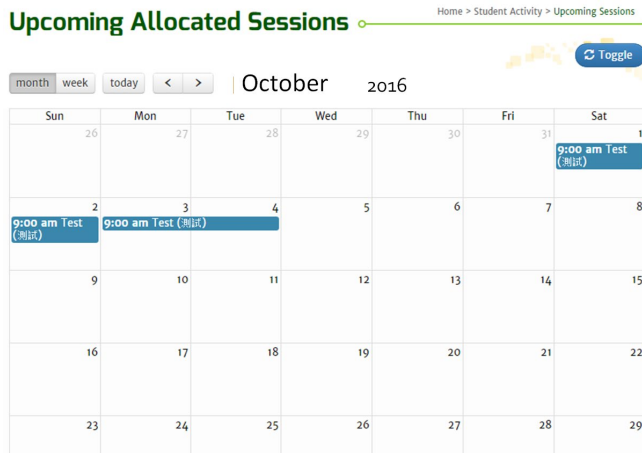 Upcoming Allocated Sessions
Home > Student Activity > Upcoming Sessions
Toggle
month week today < > October 2016
Sun Mon Tue Wed Thu Fri Sat
26 27 28 29 30 31 1
9:00 am Test
(測試)
2 3 4 5 6 7 8
9:00 am Test
(測試)
9:00 am Test (測試)
9 10 11 12 13 14 15
16 17 18 19 20 21 22
23 24 25 26 27 28 29